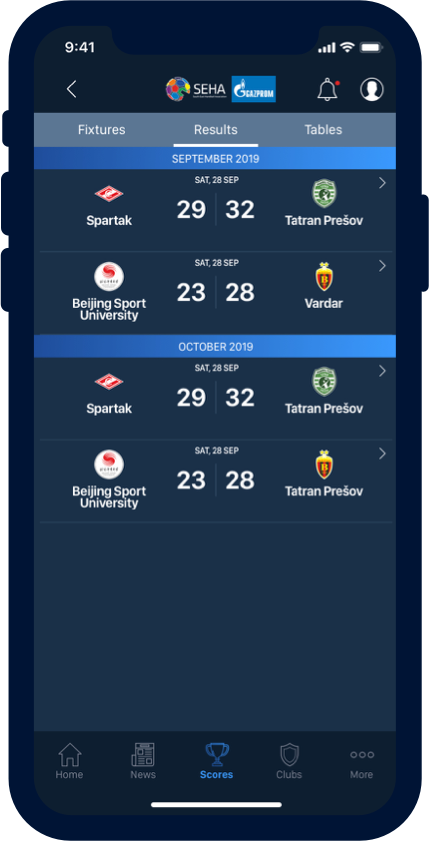 9:41
SEHA
GAZPROM
Fixtures Results Tables
SEPTEMBER 2019
SAT, 28 SEP
Spartak 29 32 Tatran Prešov
SAT, 28 SEP
Beijing Sport
University 23 28 Vardar
OCTOBER 2019
SAT, 28 SEP
Spartak 29 32 Tatran Prešov
SAT, 28 SEP
Beijing Sport
University 23 28 Tatran Prešov
Home News Scores Clubs More